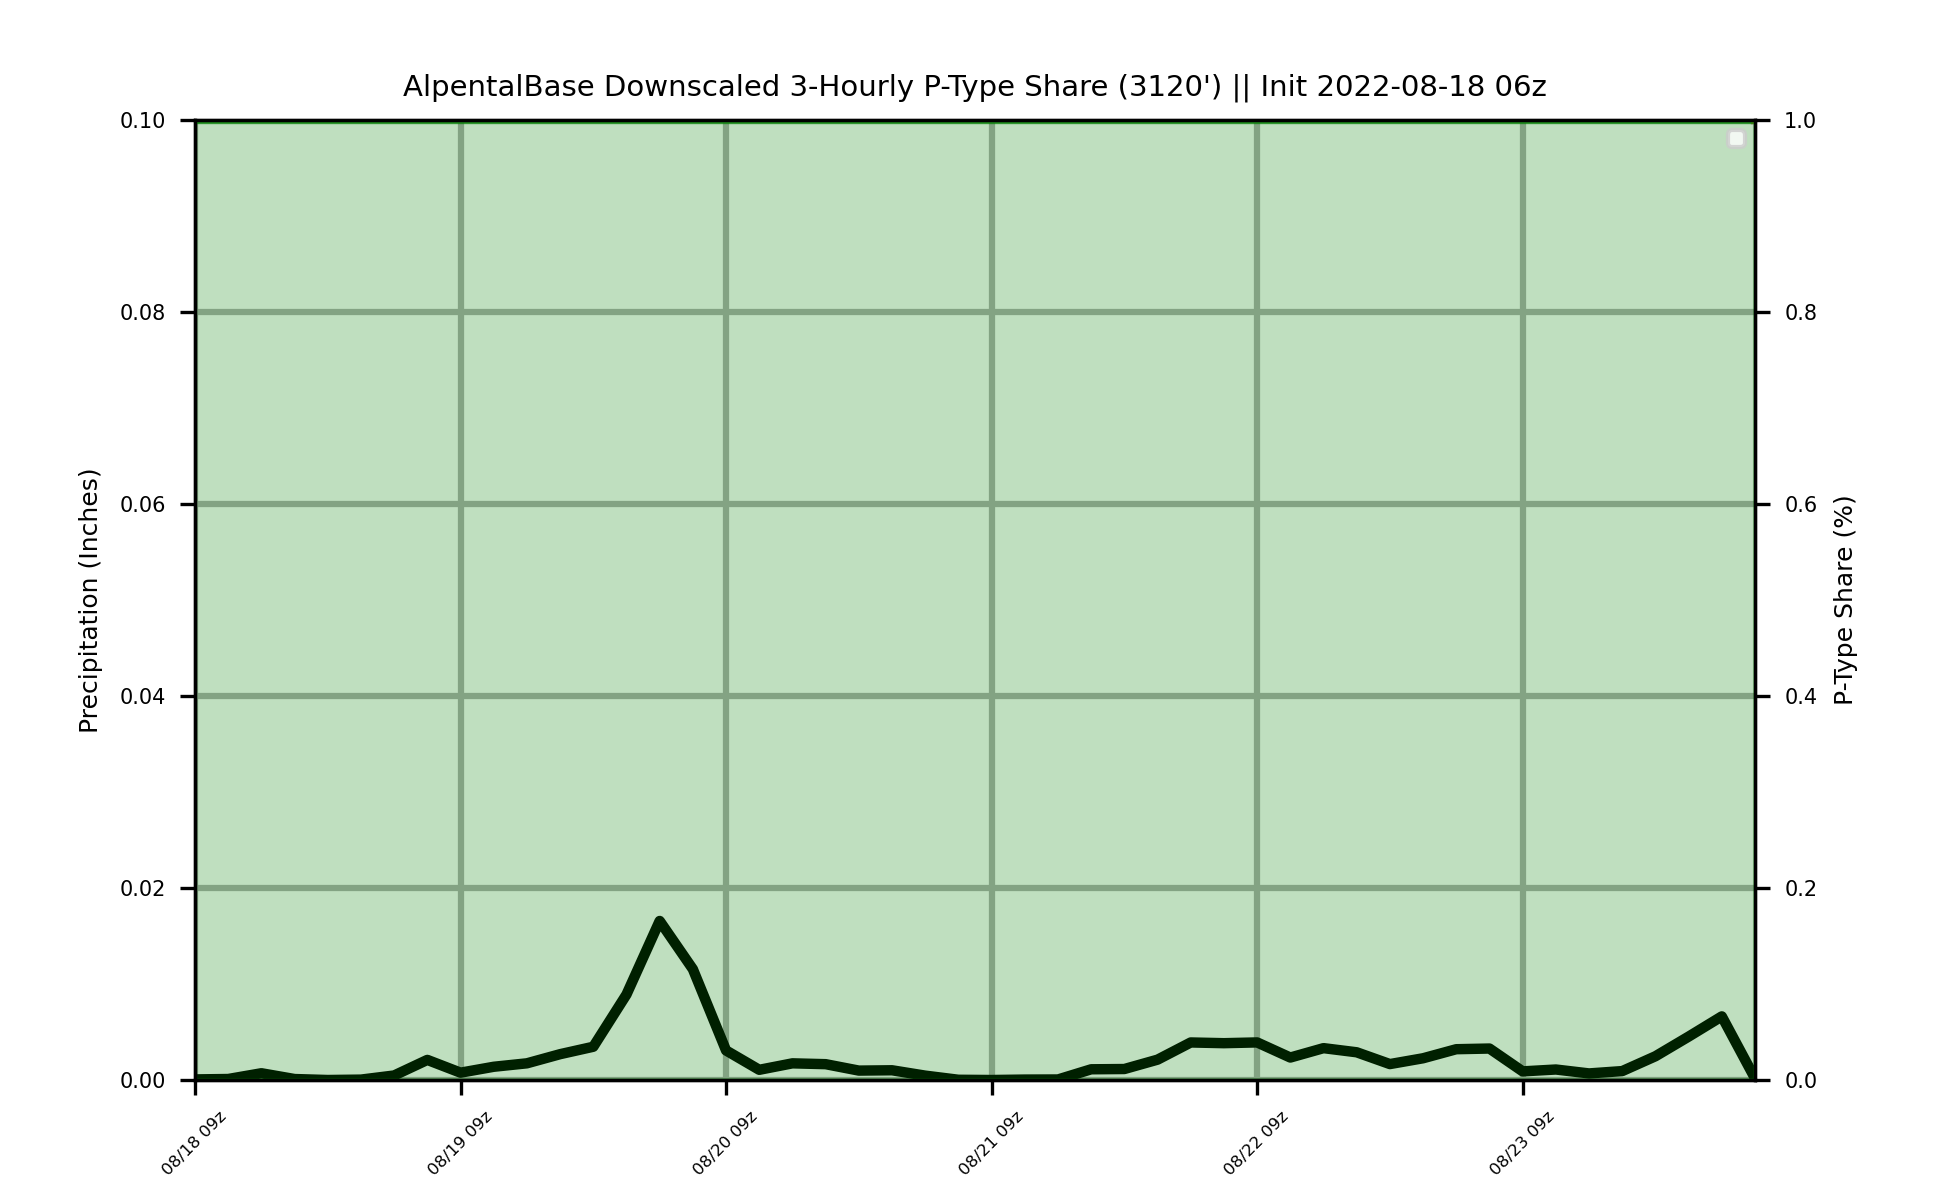 AlpentalBase Downscaled 3-Hourly P-Type Share (3120') || Init 2022-08-18 06z
0.10
0.08
0.06
0.04
0.02
0.00
Precipitation (Inches)
1.0
0.8
0.6
0.4
0.2
0.0
P-Type Share (%)
08/18 09z
08/19 09z
08/20 09z
08/21 09z
08/22 09z
08/23 09z